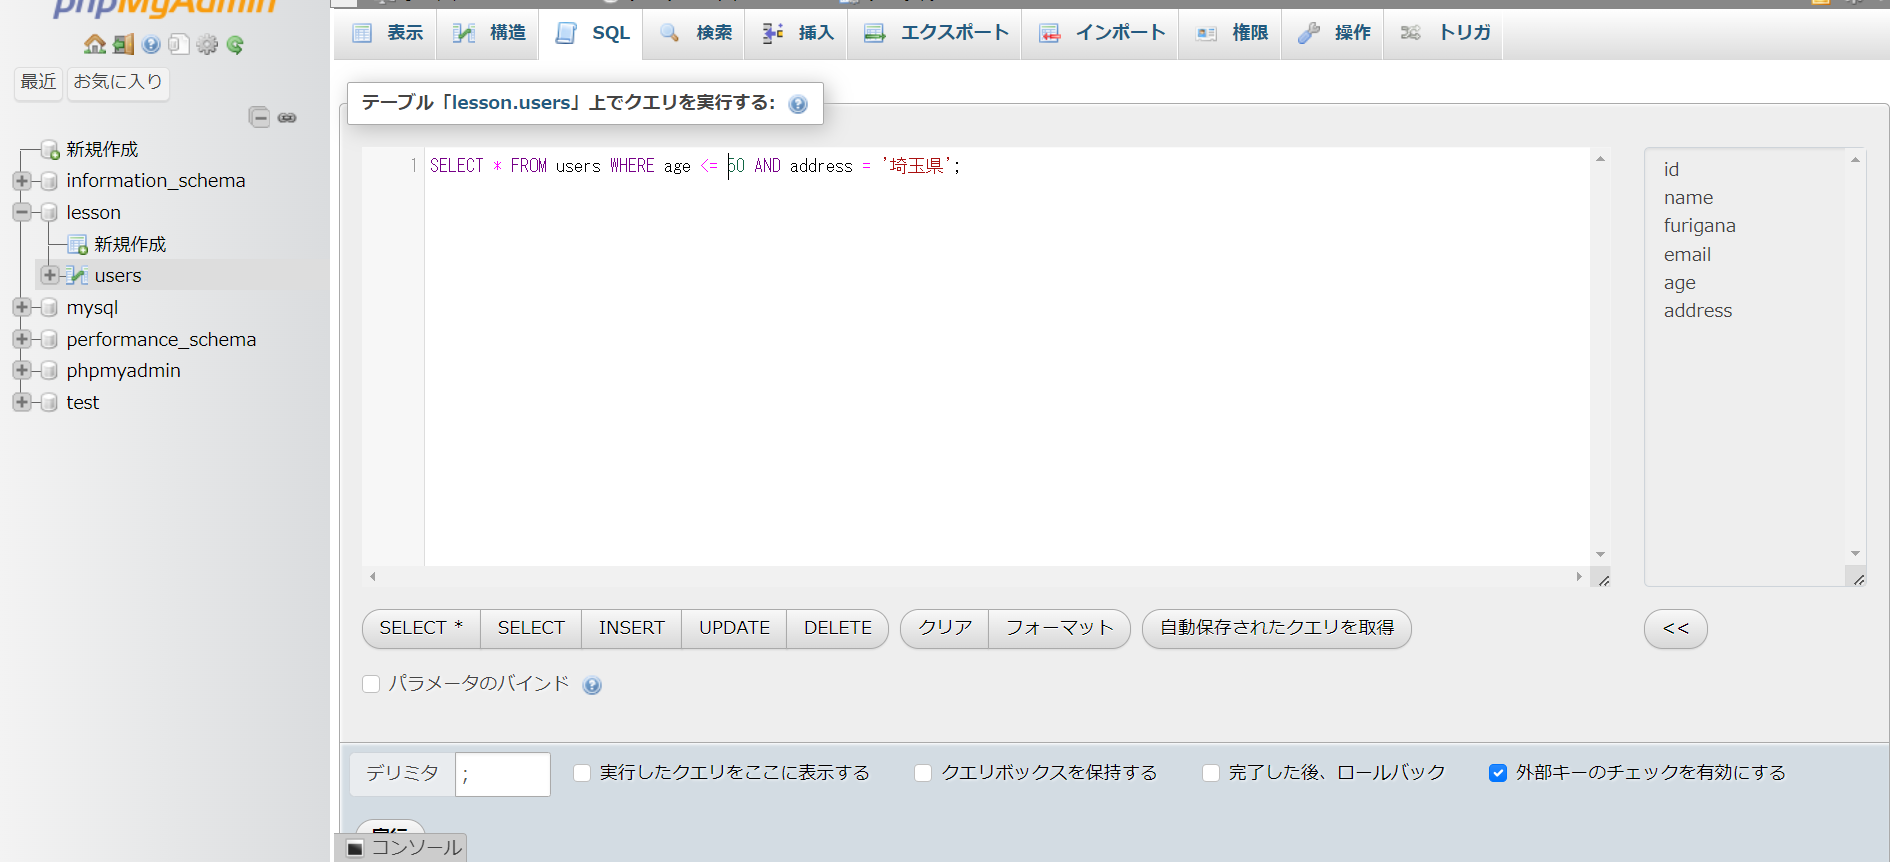 phpMyAdmin
最近 お気に入り
新規作成
information_schema
lesson
新規作成
users
mysql
performance_schema
phpmyadmin
test
表示 構造 SQL 検索 挿入 エクスポート インポート 権限 操作 トリガ
テーブル「lesson.users」上でクエリを実行する:
1 SELECT * FROM users WHERE age <= 50 AND address = '埼玉県';
id
name
furigana
email
age
address
SELECT * SELECT INSERT UPDATE DELETE クリア フォーマット 自動保存されたクエリを取得 <<
パラメータのバインド
デリミタ ; 実行したクエリをここに表示する クエリボックスを保持する 完了した後、ロールバック 外部キーのチェックを有効にする
実行
コンソール